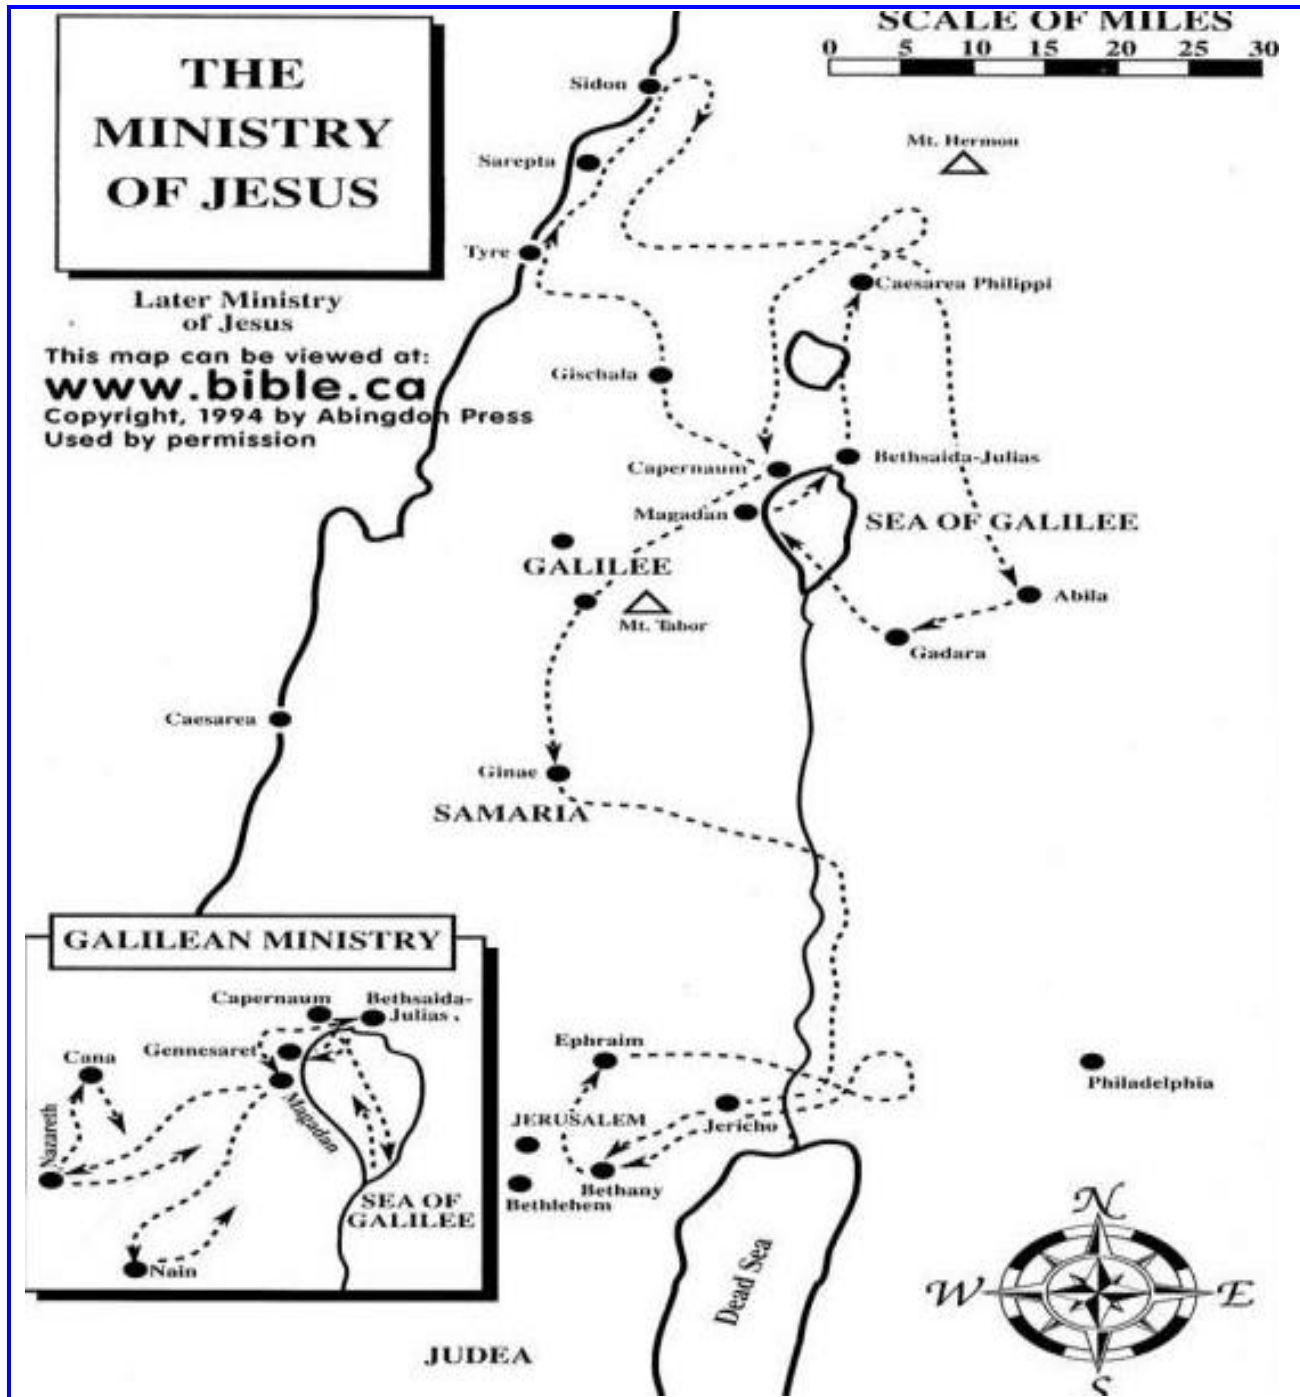 THE
MINISTRY
OF JESUS
Later Ministry
of Jesus
This map can be viewed at:
www.bible.ca
Copyright, 1994 by Abingdon Press
Used by permission
SCALE OF MILES
0 5 10 15 20 25 30
Sidon
Mt. Hermon
Sarepta
Tyre
Caesarea Philippi
Gischala
Capernaum
Bethsaida-Julias
Magadan
SEA OF GALILEE
GALILEE
Mt. Tabor
Abila
Gadara
Caesarea
Ginae
SAMARIA
GALILEAN MINISTRY
Capernaum
Bethsaida-
Julias
Gennesaret
Cana
Nazareth
Magadan
SEA OF
GALILEE
Nain
Ephraim
Philadelphia
JERUSALEM
Jericho
Bethany
Bethlehem
Dead Sea
JUDEA
N
W
E
S